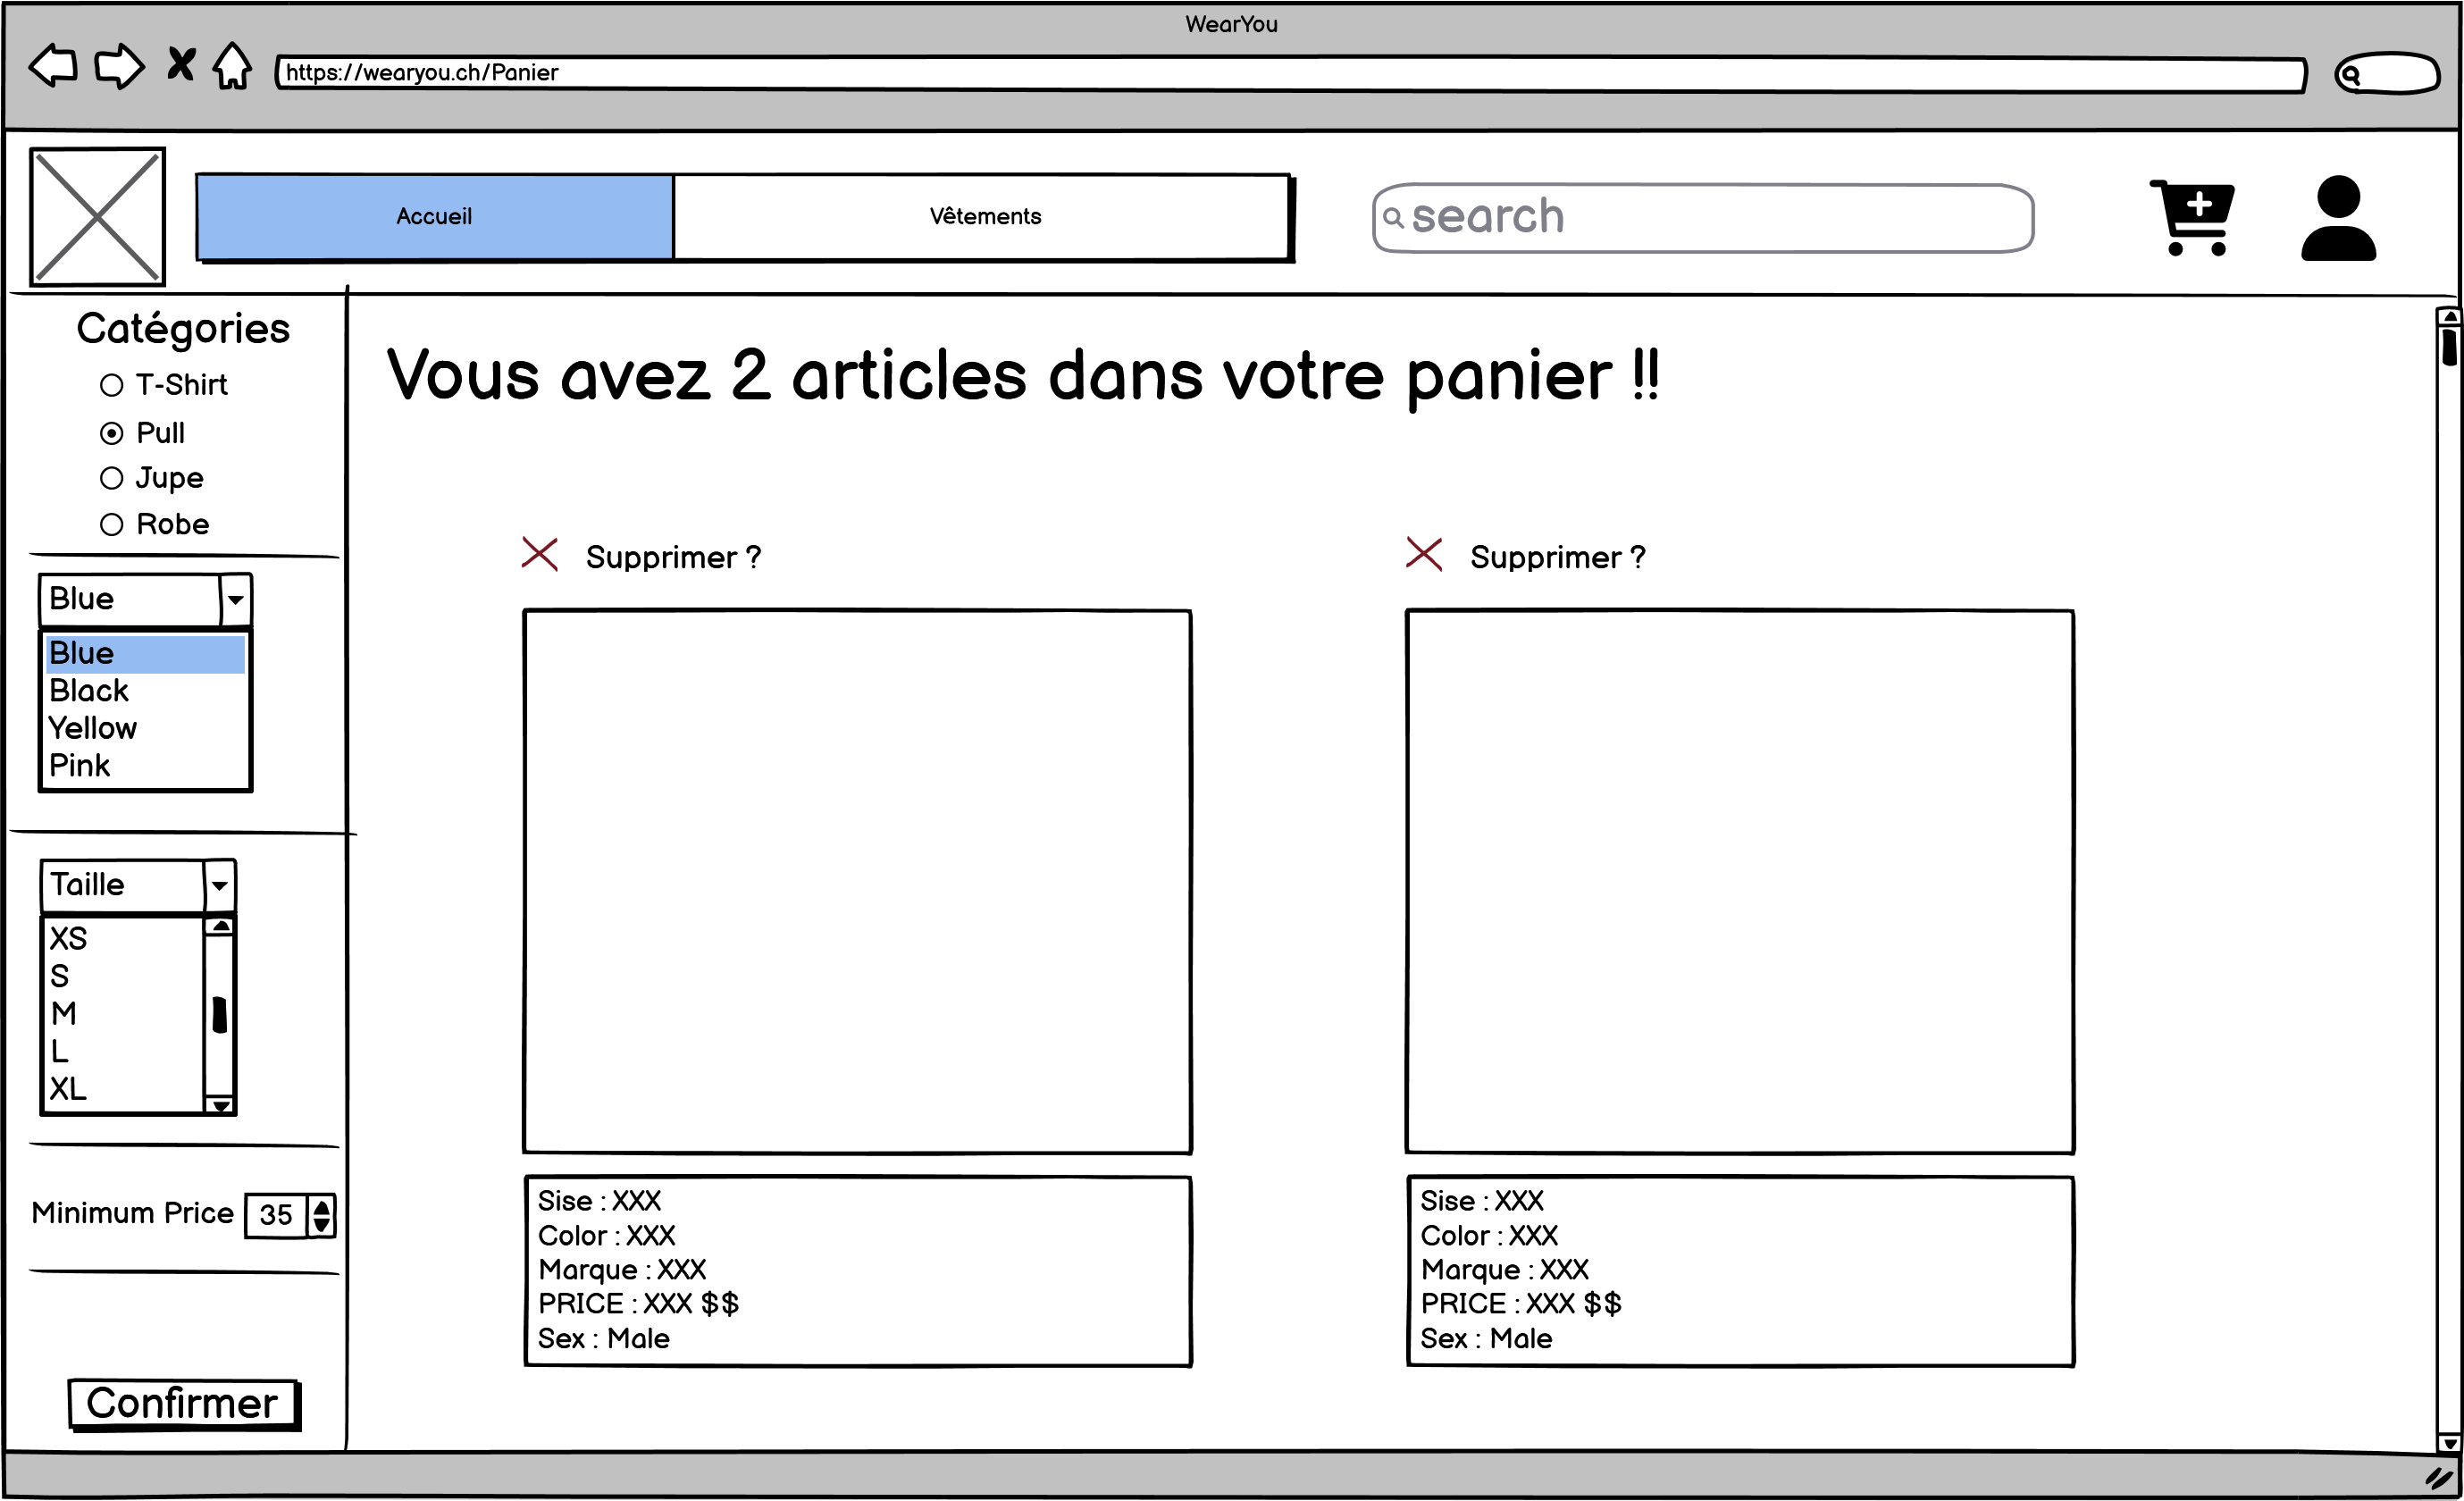 WearYou
https://wearyou.ch/Panier
Accueil
Vêtements
search
Catégories
T-Shirt
Pull
Jupe
Robe
Blue
Blue
Black
Yellow
Pink
Taille
XS
S
M
L
XL
Minimum Price 35
Confirmer
Vous avez 2 articles dans votre panier !!
Supprimer ?
Sise : XXX
Color : XXX
Marque : XXX
PRICE : XXX $$
Sex : Male
Supprimer ?
Sise : XXX
Color : XXX
Marque : XXX
PRICE : XXX $$
Sex : Male